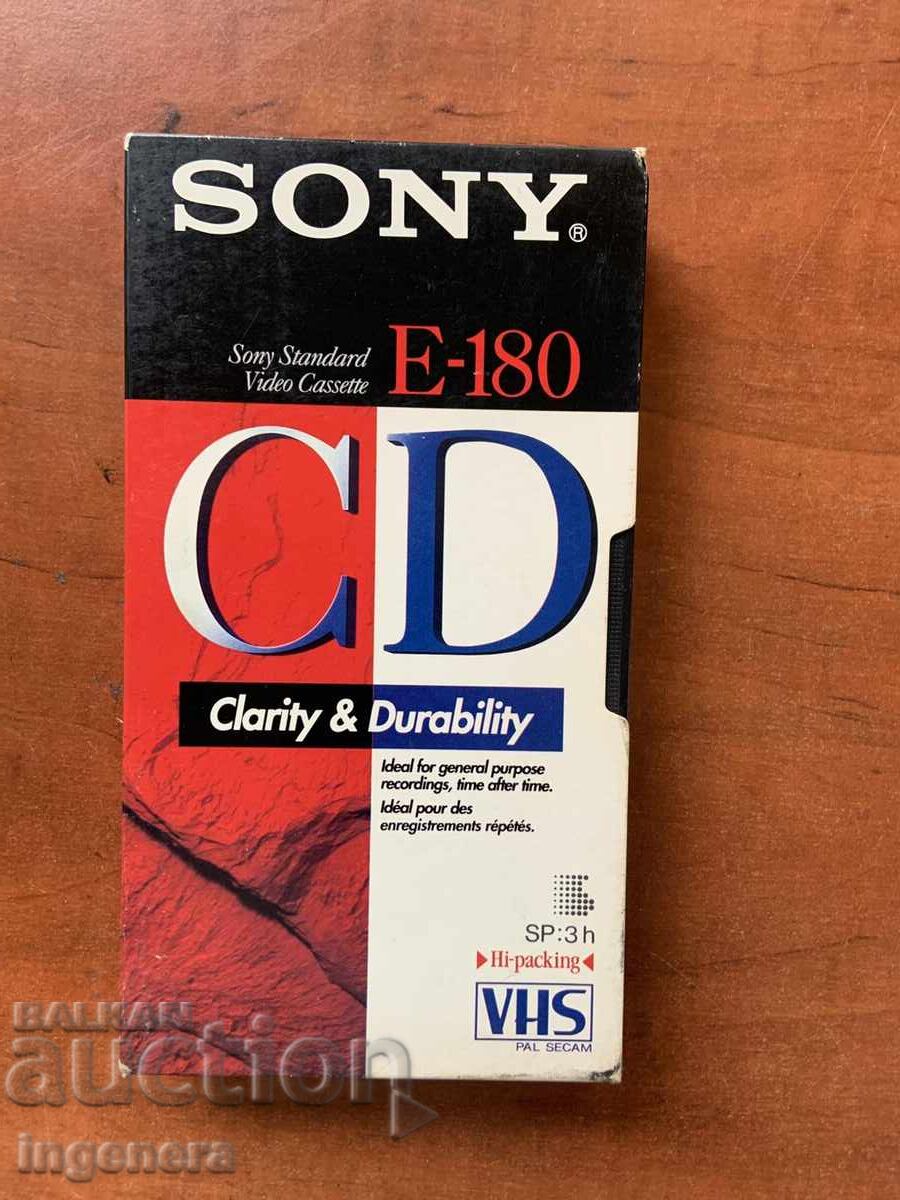 SONY®
Sony Standard
Video Cassette
E-180
CD
Clarity & Durability
Ideal for general purpose
recordings, time after time.
Idéal pour des
enregistrements répétés.
SP:3h
Hi-packing
VHS
PAL SECAM
BALKAN
auction
ingenera